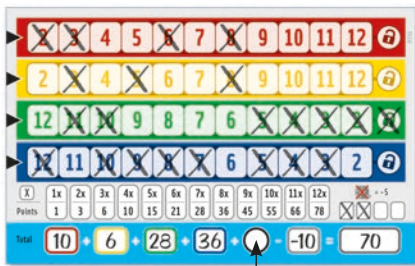 2 3 4 5 6 7 8 9 10 11 12
2 3 4 5 6 7 8 9 10 11 12
12 11 10 9 8 7 6 5 4 3 2
12 11 10 9 8 7 6 5 4 3 2
X 1x 2x 3x 4x 5x 6x 7x 8x 9x 10x 11x 12x X = -5
Points 1 3 6 10 15 21 28 36 45 55 66 78 X X
Total 10 + 6 + 28 + 36 + - -10 = 70